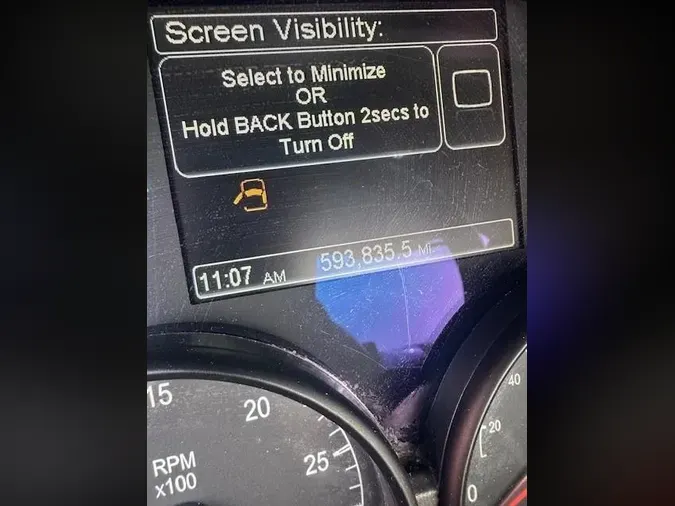 Screen Visibility:
Select to Minimize
OR
Hold BACK Button 2secs to
Turn Off
11:07 AM 593,835.5 MI
15
20
25
RPM
x100
40
20
0